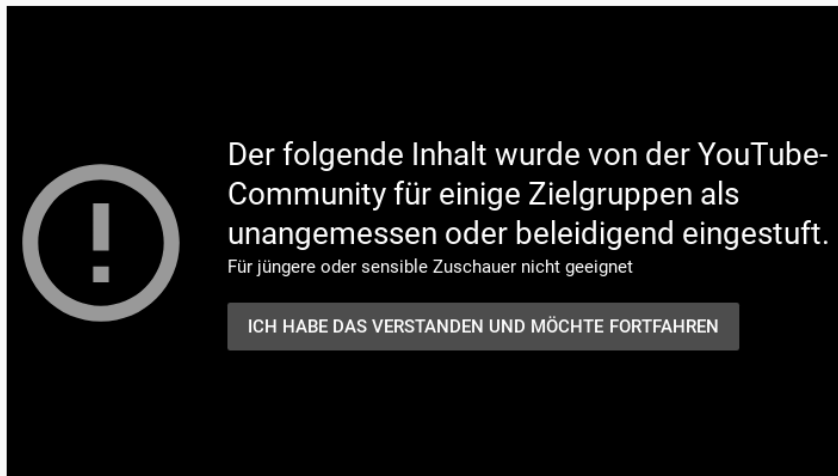 Der folgende Inhalt wurde von der YouTube-
Community für einige Zielgruppen als
unangemessen oder beleidigend eingestuft.
Für jüngere oder sensible Zuschauer nicht geeignet
ICH HABE DAS VERSTANDEN UND MÖCHTE FORTFAHREN